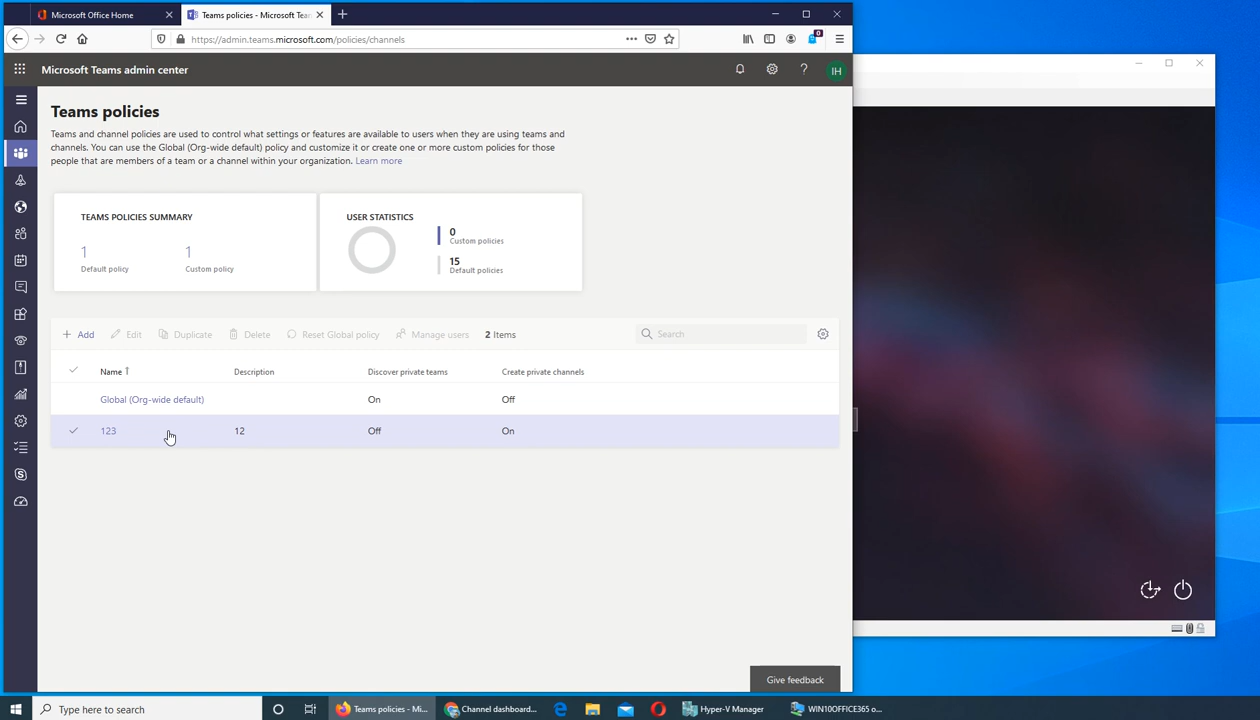 Microsoft Office Home
Teams policies - Microsoft Team
https://admin.teams.microsoft.com/policies/channels
0
Microsoft Teams admin center
?
IH
Teams policies
Teams and channel policies are used to control what settings or features are available to users when they are using teams and
channels. You can use the Global (Org-wide default) policy and customize it or create one or more custom policies for those
people that are members of a team or a channel within your organization. Learn more
TEAMS POLICIES SUMMARY
1
Default policy
1
Custom policy
USER STATISTICS
0
Custom policies
15
Default policies
+ Add
Edit
Duplicate
Delete
Reset Global policy
Manage users
2 Items
Search
Name ↑
Description
Discover private teams
Create private channels
Global (Org-wide default)
On
Off
123
12
Off
On
Give feedback
Type here to search
Teams policies - Mi...
Channel dashboard...
Hyper-V Manager
WIN10OFFICE365 o...